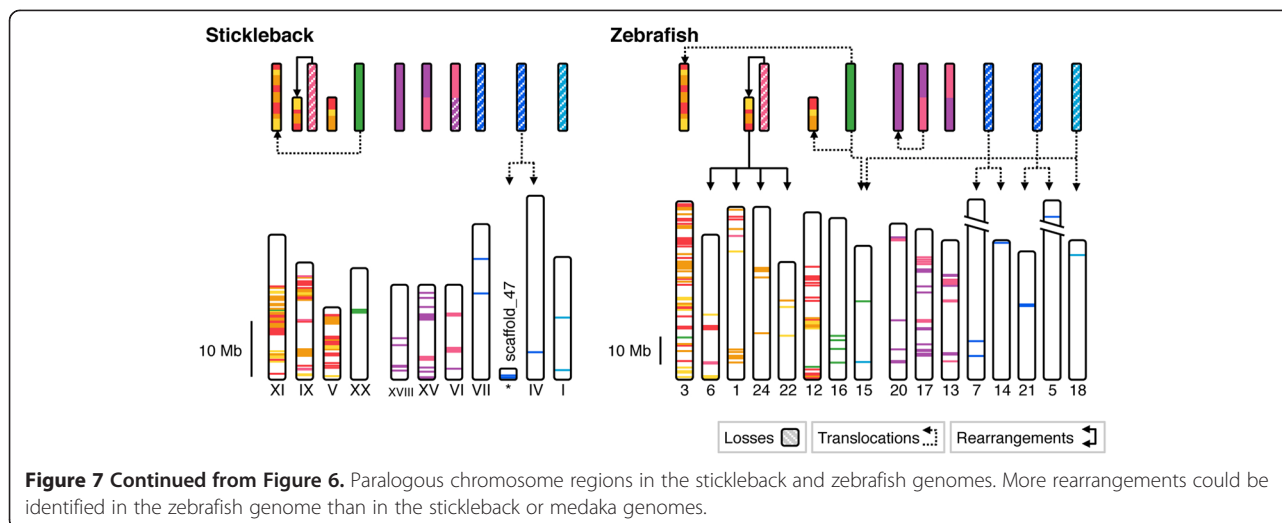 Stickleback
Zebrafish
scaffold_47
10 Mb
10 Mb
XI IX V XX XVIII XV VI VII * IV I
3 6 1 24 22 12 16 15 20 17 13 7 14 21 5 18
Losses Translocations Rearrangements
Figure 7 Continued from Figure 6. Paralogous chromosome regions in the stickleback and zebrafish genomes. More rearrangements could be
identified in the zebrafish genome than in the stickleback or medaka genomes.